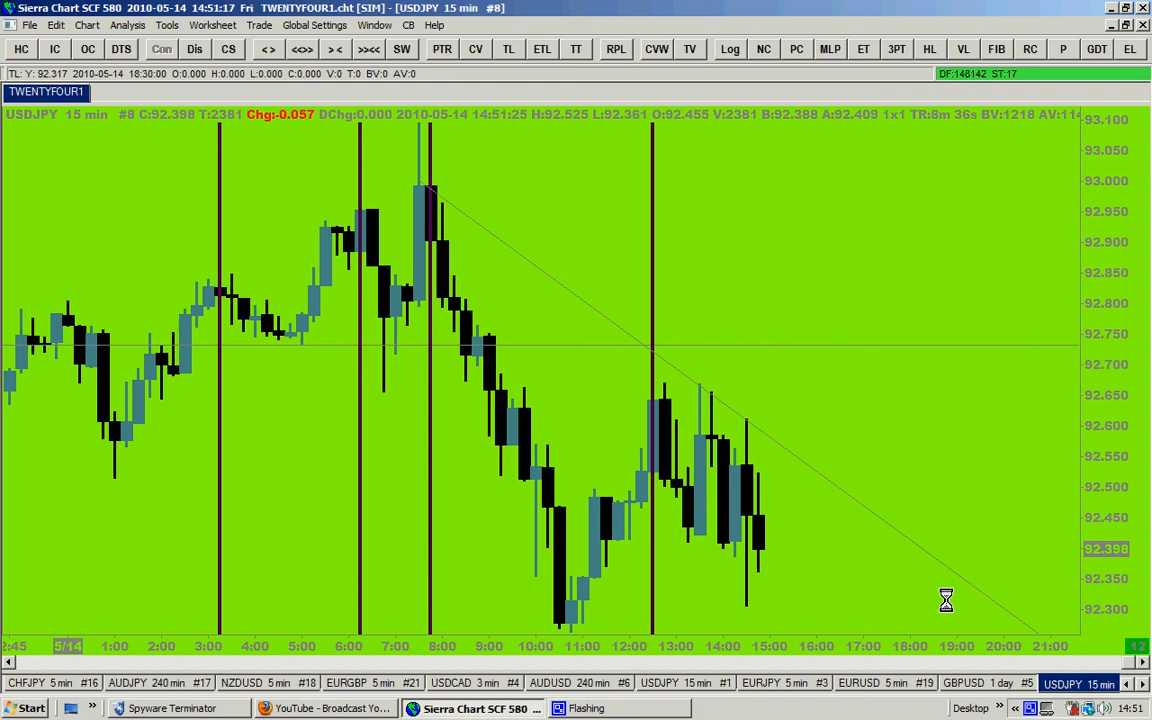 Sierra Chart SCF 580 2010-05-14 14:51:17 Fri TWENTYFOUR1.cht [SIM] - [USDJPY 15 min #8]
File Edit Chart Analysis Tools Worksheet Trade Global Settings Window CB Help
HC IC OC DTS Con Dis CS < > <<>> > < >><< SW PTR CV TL ETL TT RPL CVW TV Log NC PC MLP ET 3PT HL VL FIB RC P GDT EL
TL: Y: 92.317 2010-05-14 18:30:00 O:0.000 H:0.000 L:0.000 C:0.000 V:0 T:0 BV:0 AV:0 DF:148142 ST:17
TWENTYFOUR1
USDJPY 15 min #8 C:92.398 T:2381 Chg:-0.057 DChg:0.000 2010-05-14 14:51:25 H:92.525 L:92.361 O:92.455 V:2381 B:92.388 A:92.409 1x1 TR:8m 36s BV:1218 AV:114
93.100
93.050
93.000
92.950
92.900
92.850
92.800
92.750
92.700
92.650
92.600
92.550
92.500
92.450
92.398
92.350
92.300
2:45 5/14 1:00 2:00 3:00 4:00 5:00 6:00 7:00 8:00 9:00 10:00 11:00 12:00 13:00 14:00 15:00 16:00 17:00 18:00 19:00 20:00 21:00 12
CHFJPY 5 min #16 AUDJPY 240 min #17 NZDUSD 5 min #18 EURGBP 5 min #21 USDCAD 3 min #4 AUDUSD 240 min #6 USDJPY 15 min #1 EURJPY 5 min #3 EURUSD 5 min #19 GBPUSD 1 day #5 USDJPY 15 min
Start Spyware Terminator YouTube - Broadcast Yo... Sierra Chart SCF 580 ... Flashing Desktop 14:51